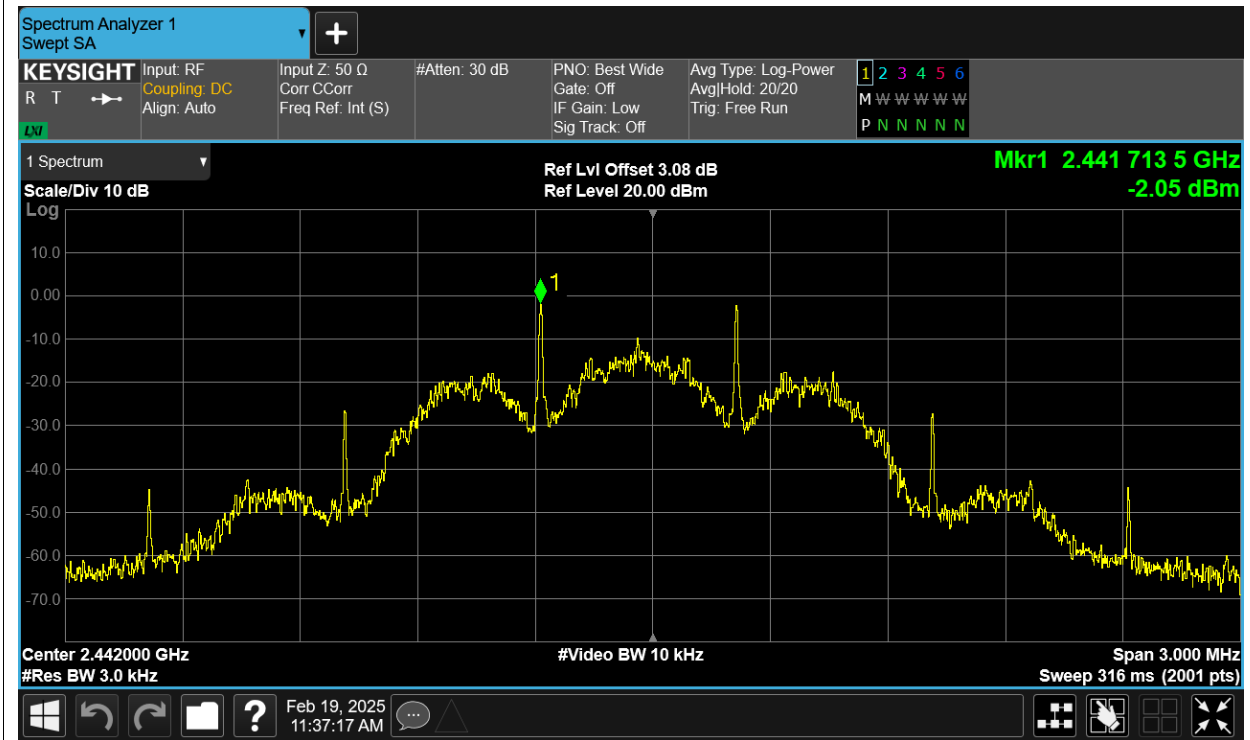 Spectrum Analyzer 1
Swept SA
+
KEYSIGHT
R T
LXI
Input: RF
Coupling: DC
Align: Auto
Input Z: 50 Ω
Corr CCorr
Freq Ref: Int (S)
#Atten: 30 dB
PNO: Best Wide
Gate: Off
IF Gain: Low
Sig Track: Off
Avg Type: Log-Power
Avg|Hold: 20/20
Trig: Free Run
1 2 3 4 5 6
M W W W W W
P N N N N N
1 Spectrum
Scale/Div 10 dB
Log
Ref Lvl Offset 3.08 dB
Ref Level 20.00 dBm
Mkr1 2.441 713 5 GHz
-2.05 dBm
10.0
0.00
-10.0
-20.0
-30.0
-40.0
-50.0
-60.0
-70.0
1
Center 2.442000 GHz
#Res BW 3.0 kHz
#Video BW 10 kHz
Span 3.000 MHz
Sweep 316 ms (2001 pts)
?
Feb 19, 2025
11:37:17 AM